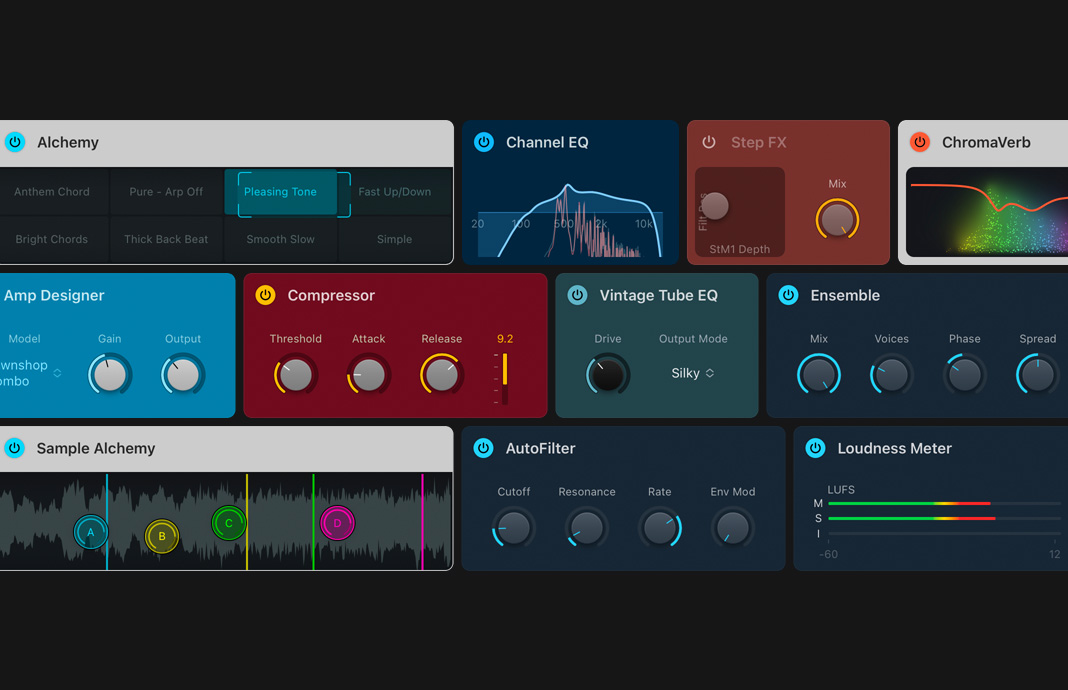 Alchemy
Anthem Chord
Pure - Arp Off
Pleasing Tone
Fast Up/Down
Bright Chords
Thick Back Beat
Smooth Slow
Simple
Channel EQ
20 100 500 2k 10k
Step FX
Mix
StM1 Depth
ChromaVerb
Amp Designer
Model
Gain
Output
wnshop
ombo
Compressor
Threshold
Attack
Release
9.2
Vintage Tube EQ
Drive
Output Mode
Silky
Ensemble
Mix
Voices
Phase
Spread
Sample Alchemy
A
B
C
D
AutoFilter
Cutoff
Resonance
Rate
Env Mod
Loudness Meter
LUFS
M
S
I
-60 12